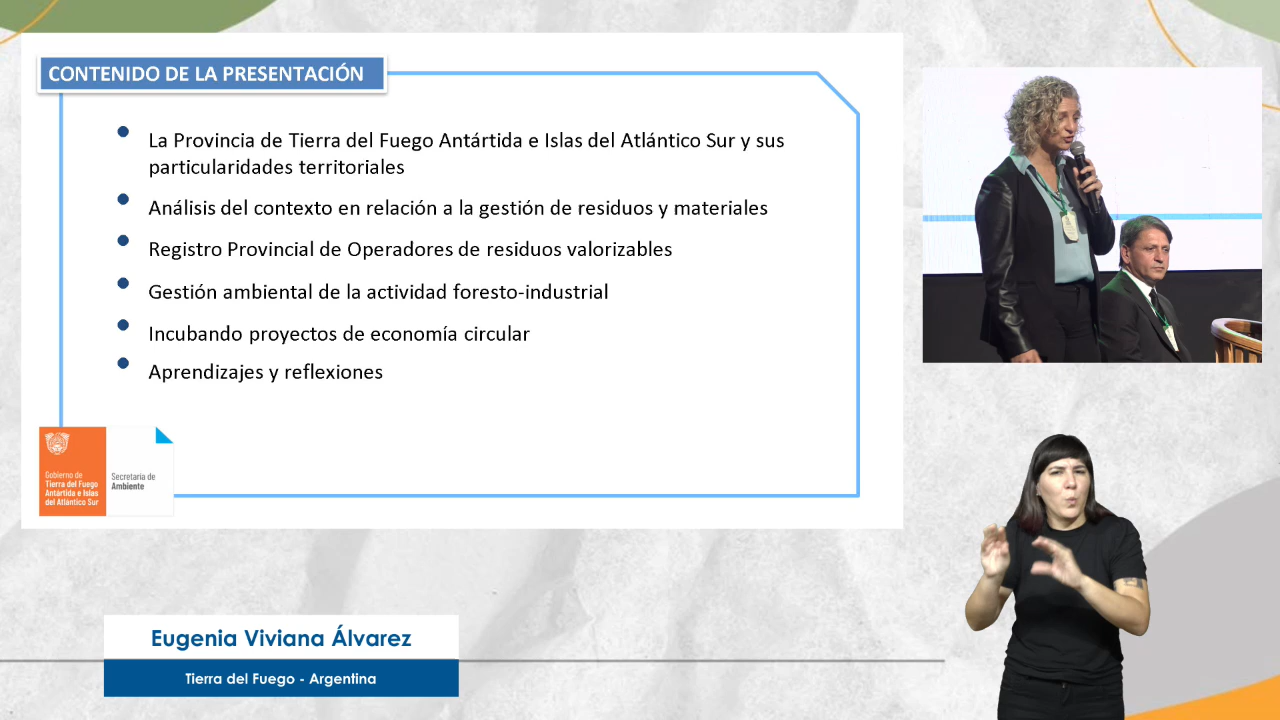 CONTENIDO DE LA PRESENTACIÓN
La Provincia de Tierra del Fuego Antártida e Islas del Atlántico Sur y sus
particularidades territoriales
Análisis del contexto en relación a la gestión de residuos y materiales
Registro Provincial de Operadores de residuos valorizables
Gestión ambiental de la actividad foresto-industrial
Incubando proyectos de economía circular
Aprendizajes y reflexiones
Gobierno de
Tierra del Fuego
Antártida e Islas
del Atlántico Sur
Secretaría de
Ambiente
Eugenia Viviana Álvarez
Tierra del Fuego - Argentina